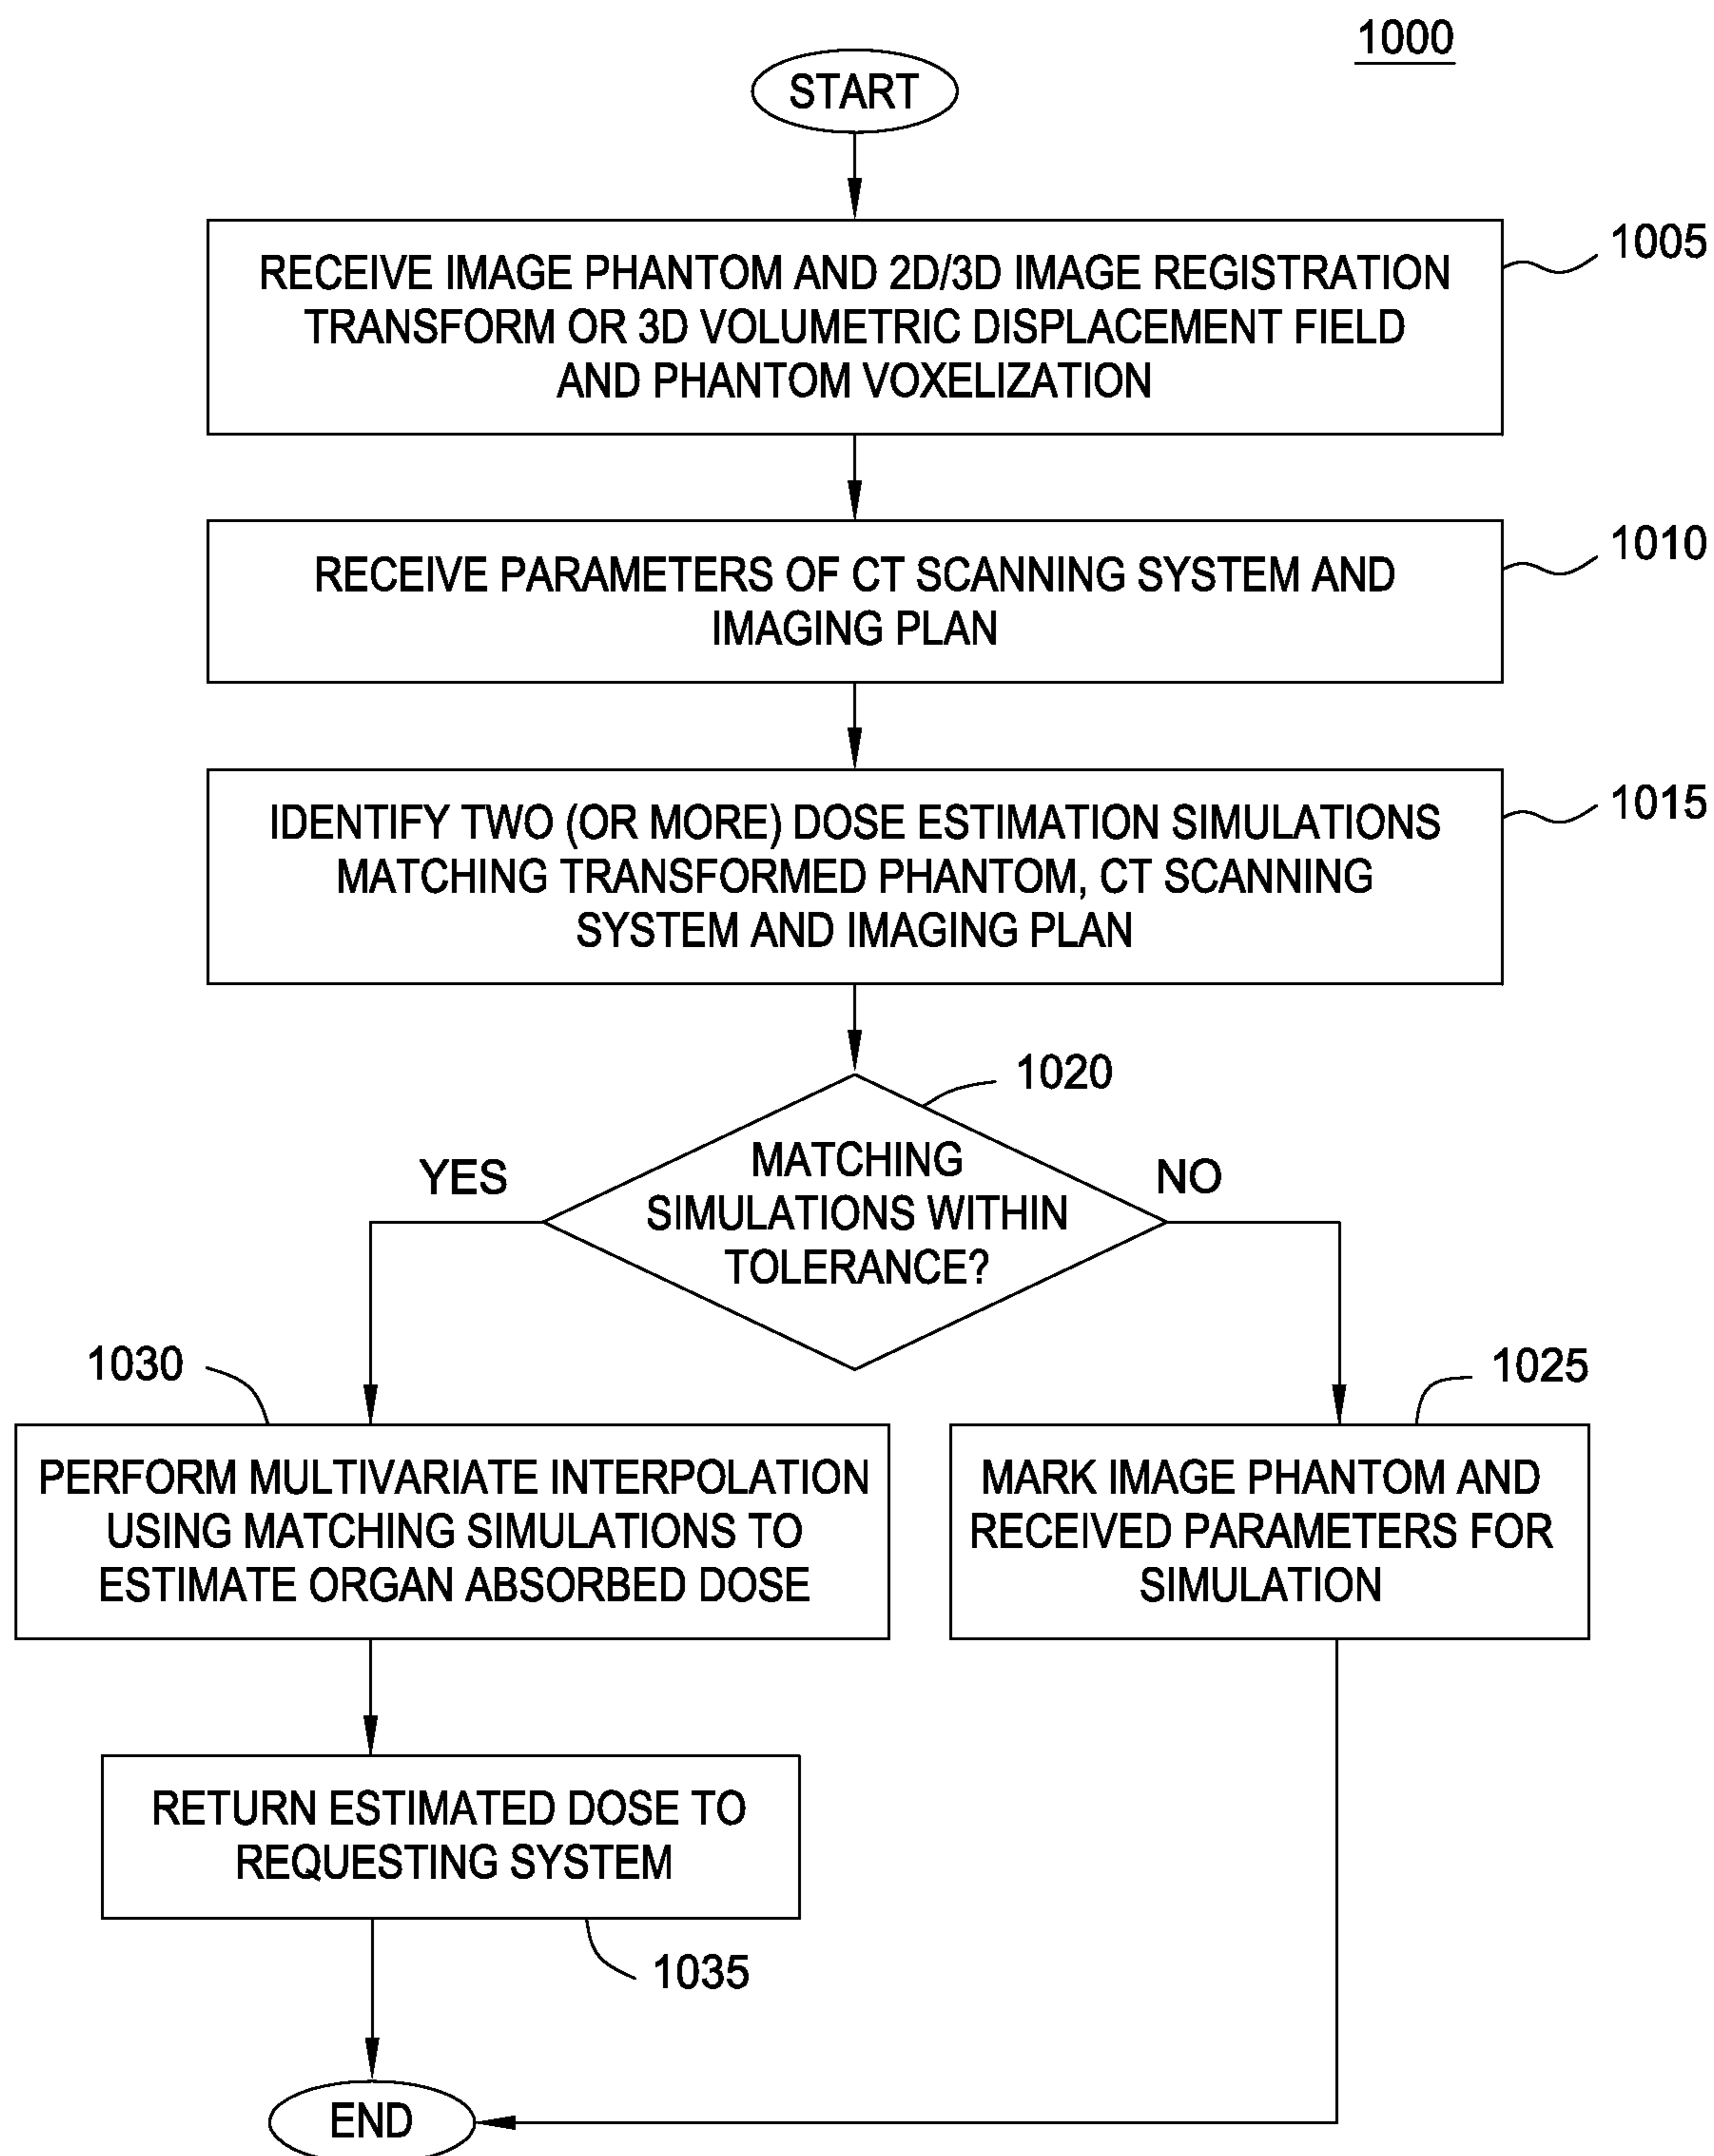 1000
START
RECEIVE IMAGE PHANTOM AND 2D/3D IMAGE REGISTRATION
TRANSFORM OR 3D VOLUMETRIC DISPLACEMENT FIELD
AND PHANTOM VOXELIZATION
1005
RECEIVE PARAMETERS OF CT SCANNING SYSTEM AND
IMAGING PLAN
1010
IDENTIFY TWO (OR MORE) DOSE ESTIMATION SIMULATIONS
MATCHING TRANSFORMED PHANTOM, CT SCANNING
SYSTEM AND IMAGING PLAN
1015
1020
MATCHING
SIMULATIONS WITHIN
TOLERANCE?
YES
NO
1030
PERFORM MULTIVARIATE INTERPOLATION
USING MATCHING SIMULATIONS TO
ESTIMATE ORGAN ABSORBED DOSE
1025
MARK IMAGE PHANTOM AND
RECEIVED PARAMETERS FOR
SIMULATION
RETURN ESTIMATED DOSE TO
REQUESTING SYSTEM
1035
END